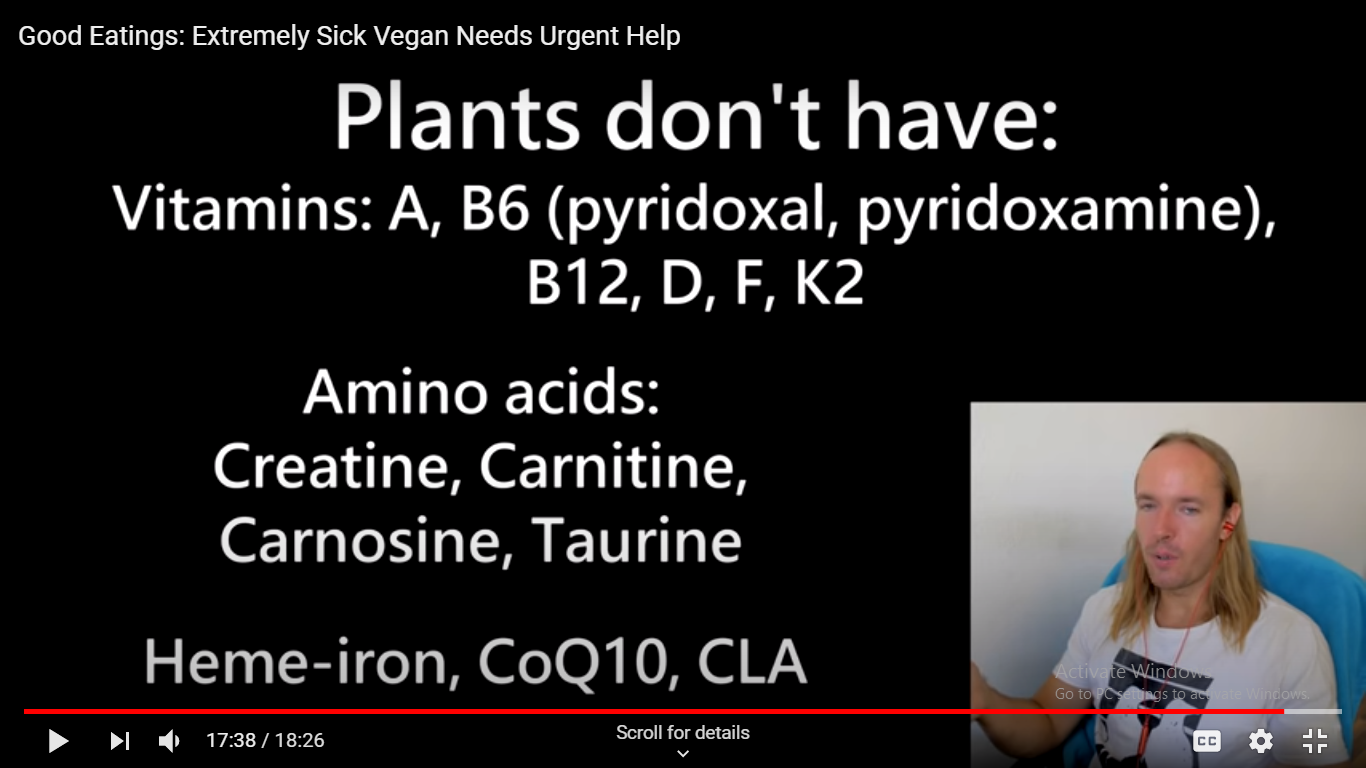 Good Eatings: Extremely Sick Vegan Needs Urgent Help
Plants don't have:
Vitamins: A, B6 (pyridoxal, pyridoxamine),
B12, D, F, K2
Amino acids:
Creatine, Carnitine,
Carnosine, Taurine
Heme-iron, CoQ10, CLA
Activate Windows
Go to PC settings to activate Windows.
17:38 / 18:26
Scroll for details
CC